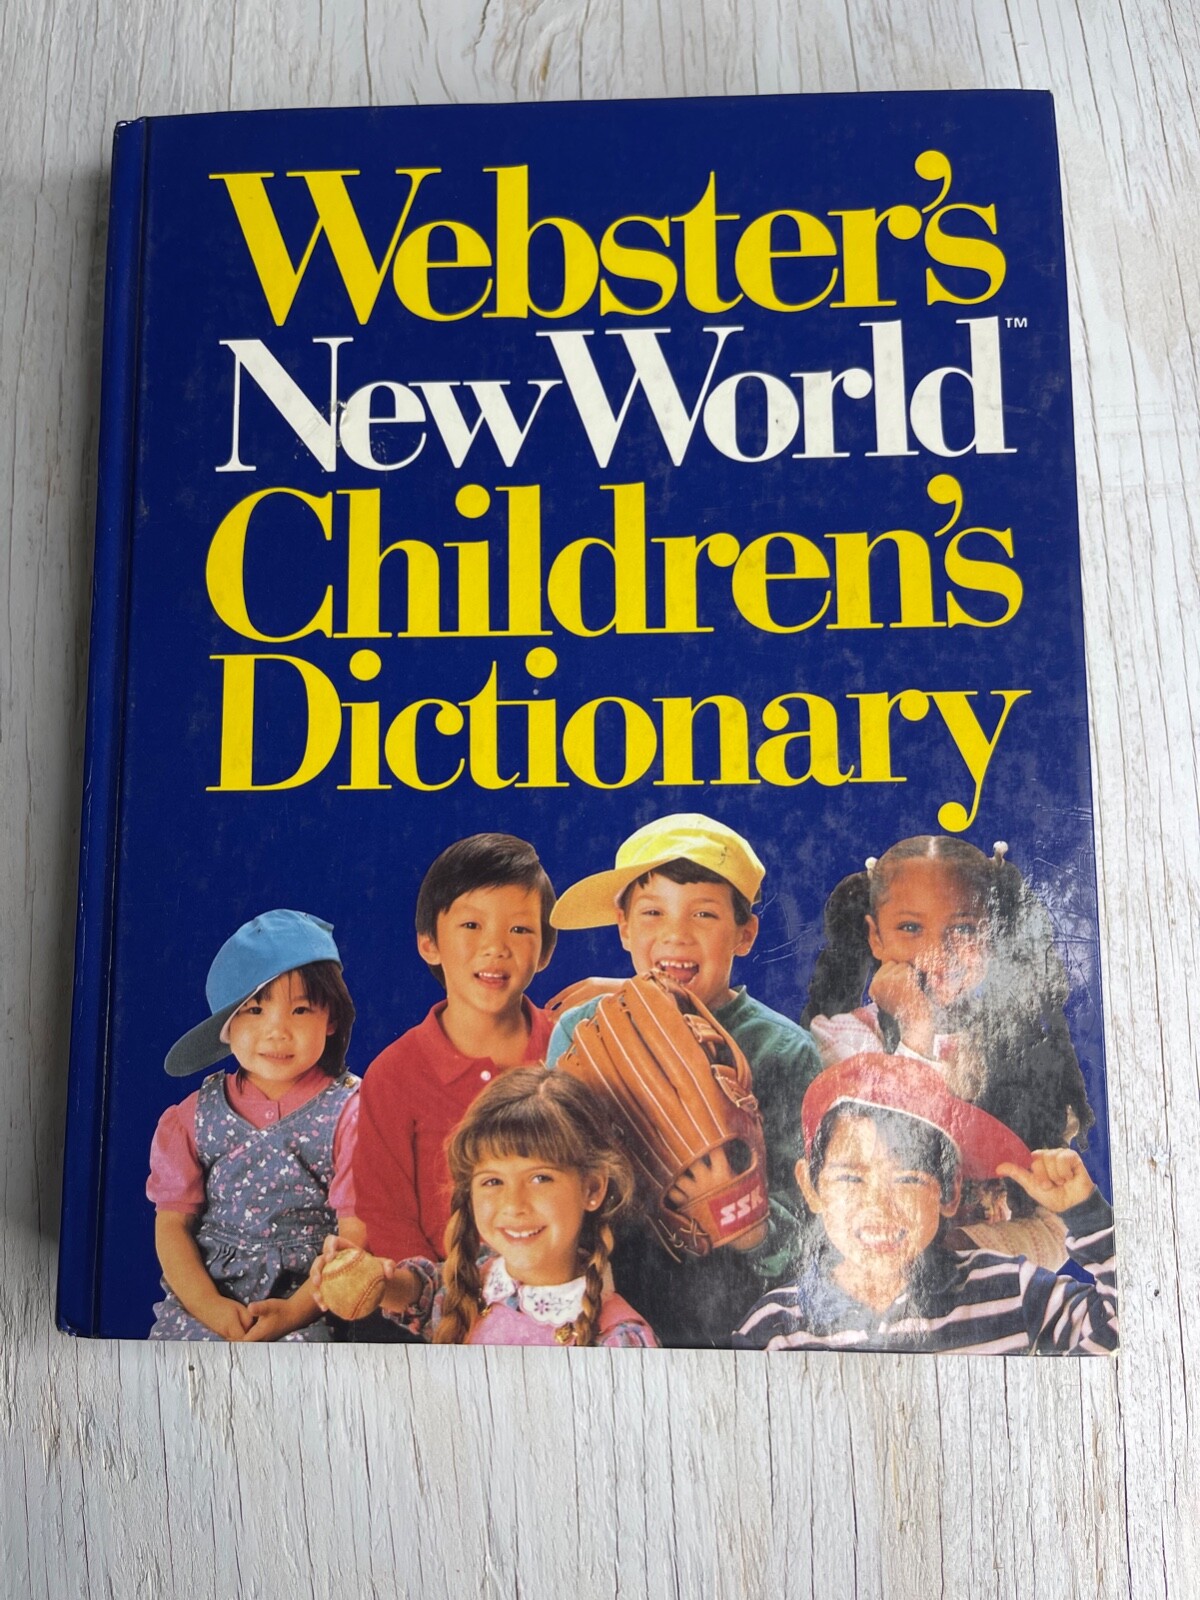 Webster's
New World™
Children's
Dictionary
SSK